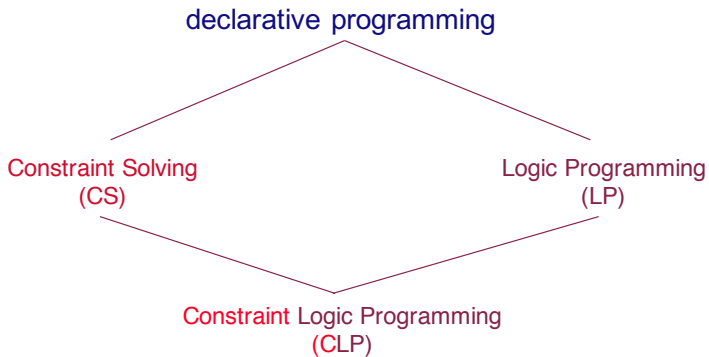 declarative programming
Constraint Solving
(CS)
Logic Programming
(LP)
Constraint Logic Programming
(CLP)